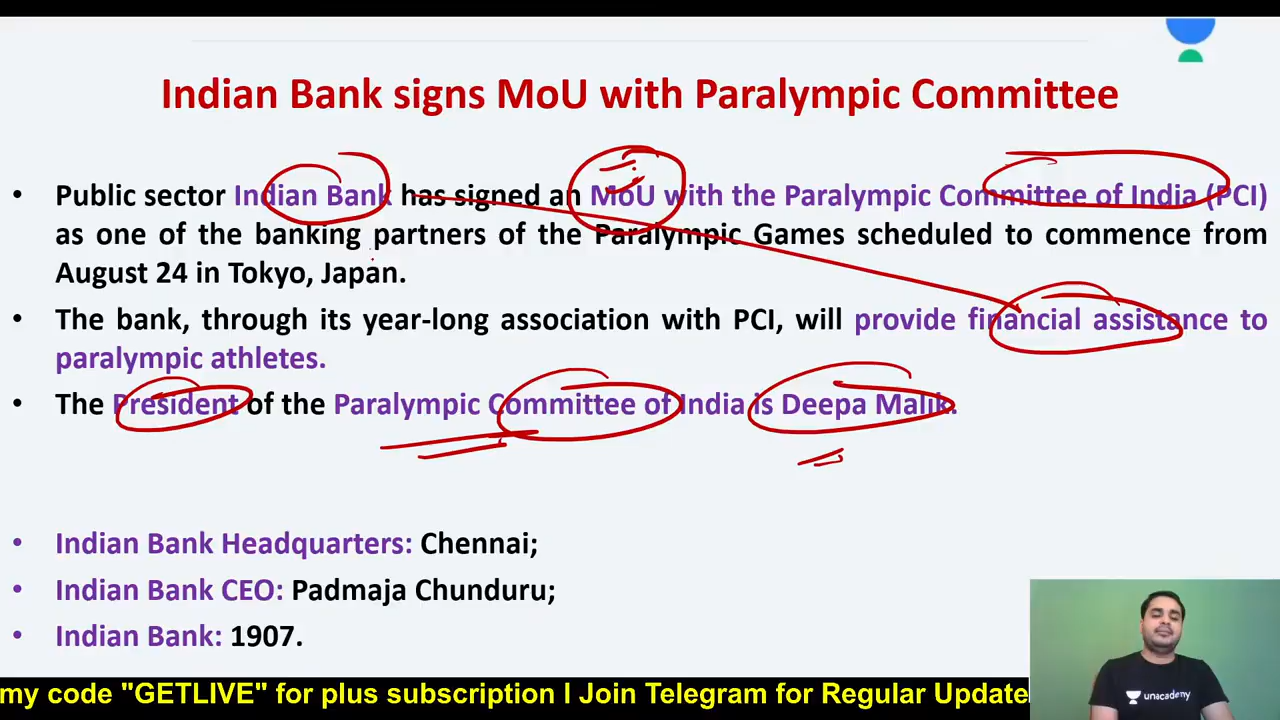 Indian Bank signs MoU with Paralympic Committee
• Public sector Indian Bank has signed an MoU with the Paralympic Committee of India (PCI)
as one of the banking partners of the Paralympic Games scheduled to commence from
August 24 in Tokyo, Japan.
• The bank, through its year-long association with PCI, will provide financial assistance to
paralympic athletes.
• The President of the Paralympic Committee of India is Deepa Malik.
• Indian Bank Headquarters: Chennai;
• Indian Bank CEO: Padmaja Chunduru;
• Indian Bank: 1907.
unacademy
my code "GETLIVE" for plus subscription I Join Telegram for Regular Update